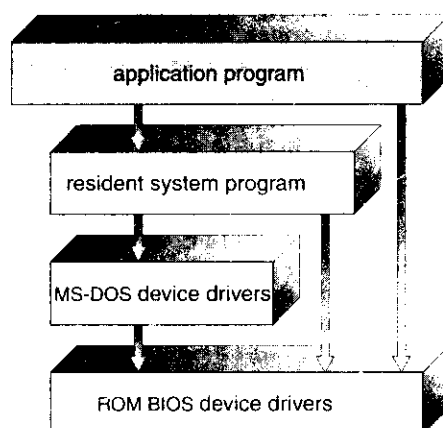 application program
resident system program
MS-DOS device drivers
ROM BIOS device drivers